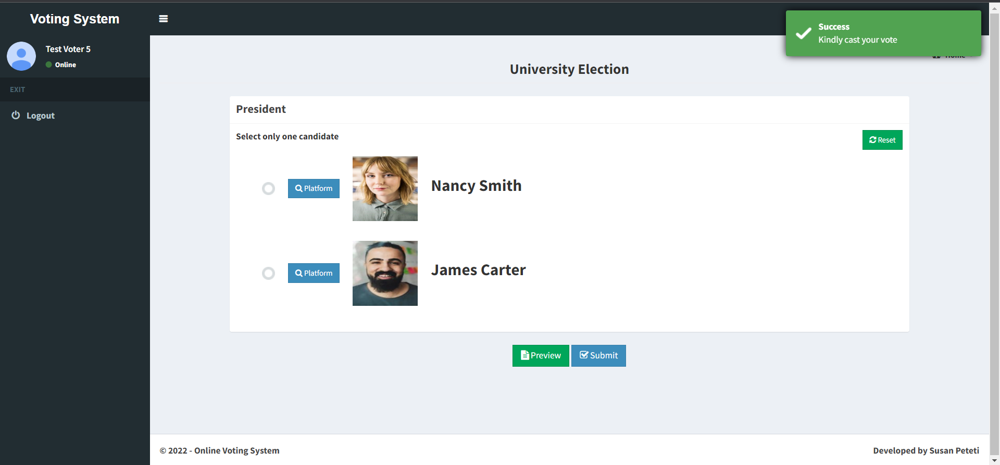 Voting System
Success
Kindly cast your vote
Test Voter 5
Online
Home
University Election
EXIT
Logout
President
Select only one candidate
Reset
Platform
Nancy Smith
Platform
James Carter
Preview
Submit
© 2022 - Online Voting System
Developed by Susan Peteti